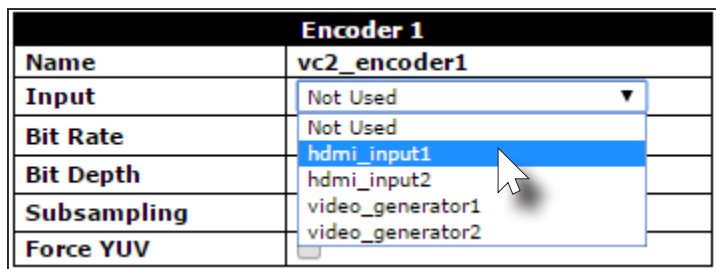 Encoder 1
Name vc2_encoder1
Input Not Used ▼
Bit Rate Not Used
hdmi_input1
Bit Depth hdmi_input2
Subsampling video_generator1
video_generator2
Force YUV